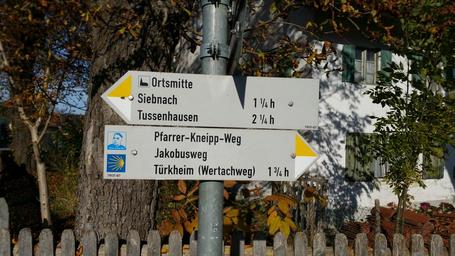 Ortsmitte
Siebnach 1 ¼ h
Tussenhausen 2 ¼ h
Pfarrer-Kneipp-Weg
Jakobusweg
Türkheim (Wertachweg) 1 ¾ h